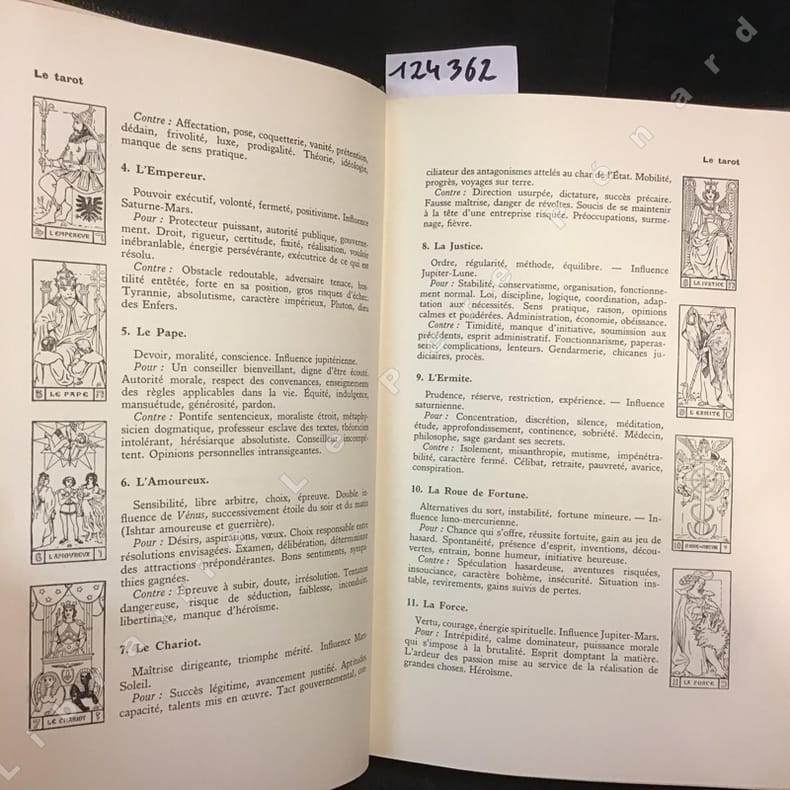 124362
Le tarot
Contre : Affectation, pose, coquetterie, vanité, prétention,
dédain, frivolité, luxe, prodigalité. Théorie, idéologie,
manque de sens pratique.
4. L'Empereur.
Pouvoir exécutif, volonté, fermeté, positivisme. Influence
Saturne-Mars.
Pour : Protecteur puissant, autorité publique, gouverne-
ment. Droit, rigueur, certitude, fixité, réalisation, vouloir
inébranlable, énergie persévérante, exécutrice de ce qui est
résolu.
Contre : Obstacle redoutable, adversaire tenace, hos-
tilité entêtée, forte en sa position, gros risques d'échec.
Tyrannie, absolutisme, caractère impérieux, Pluton, dieu
des Enfers.
5. Le Pape.
Devoir, moralité, conscience. Influence jupitérienne.
Pour : Un conseiller bienveillant, digne d'être écouté.
Autorité morale, respect des convenances, enseignements
des règles applicables dans la vie. Équité, indulgence,
mansuétude, générosité, pardon.
Contre : Pontife sentencieux, moraliste étroit, métaphy-
sicien dogmatique, professeur esclave des textes, théoricien
intolérant, hérésiarque absolutiste. Conseilleur incompé-
tent. Opinions personnelles intransigeantes.
6. L'Amoureux.
Sensibilité, libre arbitre, choix, épreuve. Double in-
fluence de Vénus, successivement étoile du soir et du matin
(Ishtar amoureuse et guerrière).
Pour : Désirs, aspirations, vœux. Choix responsable entre
résolutions envisagées. Examen, délibération, déterminisme
des attractions prépondérantes. Bons sentiments, sympa-
thies gagnées.
Contre : Épreuve à subir, doute, irrésolution. Tentation
dangereuse, risque de séduction, faiblesse, inconduite,
libertinage, manque d'héroïsme.
7. Le Chariot.
Maîtrise dirigeante, triomphe mérité. Influence Mars-
Soleil.
Pour : Succès légitime, avancement justifié. Aptitudes,
capacité, talents mis en œuvre. Tact gouvernemental, con-
L'EMPEREUR
5 LE PAPE
6 L'AMOUREUX
7 LE CHARIOT
Le tarot
ciliateur des antagonismes attelés au char de l'État. Mobilité,
progrès, voyages sur terre.
Contre : Direction usurpée, dictature, succès précaire.
Fausse maîtrise, danger de révoltes. Soucis de se maintenir
à la tête d'une entreprise risquée. Préoccupations, surme-
nage, fièvre.
8. La Justice.
Ordre, régularité, méthode, équilibre. — Influence
Jupiter-Lune.
Pour : Stabilité, conservatisme, organisation, fonctionne-
ment normal. Loi, discipline, logique, coordination, adap-
tation aux nécessités. Sens pratique, raison, opinions
calmes et pondérées. Administration, économie, obéissance.
Contre : Timidité, manque d'initiative, soumission aux
précédents, esprit administratif. Fonctionnarisme, paperas-
serie, complications, lenteurs. Gendarmerie, chicanes ju-
diciaires, procès.
9. L'Ermite.
Prudence, réserve, restriction, expérience. — Influence
saturnienne.
Pour : Concentration, discrétion, silence, méditation,
étude, approfondissement, continence, sobriété. Médecin,
philosophe, sage gardant ses secrets.
Contre : Isolement, misanthropie, mutisme, impénétra-
bilité, caractère fermé. Célibat, retraite, pauvreté, avarice,
conspiration.
10. La Roue de Fortune.
Alternatives du sort, instabilité, fortune mineure. — In-
fluence luno-mercurienne.
Pour : Chance qui s'offre, réussite fortuite, gain au jeu de
hasard. Spontanéité, présence d'esprit, inventions, décou-
vertes, entrain, bonne humeur, initiative heureuse.
Contre : Spéculation hasardeuse, aventures risquées,
insouciance, caractère bohème, insécurité. Situation ins-
table, revirements, gains suivis de pertes.
11. La Force.
Vertu, courage, énergie spirituelle. Influence Jupiter-Mars.
Pour : Intrépidité, calme dominateur, puissance morale
qui s'impose à la brutalité. Esprit domptant la matière.
L'ardeur des passion mise au service de la réalisation de
grandes choses. Héroïsme.
8 LA JUSTICE
L'ERMITE
10
11 LA FORCE